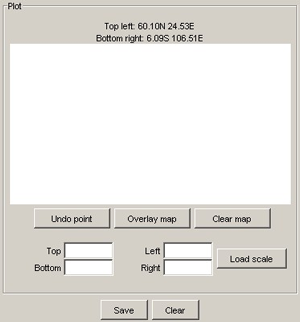 Plot
Top left: 60.10N 24.53E
Bottom right: 6.09S 106.51E
Undo point Overlay map Clear map
Top Left
Load scale
Bottom Right
Save Clear